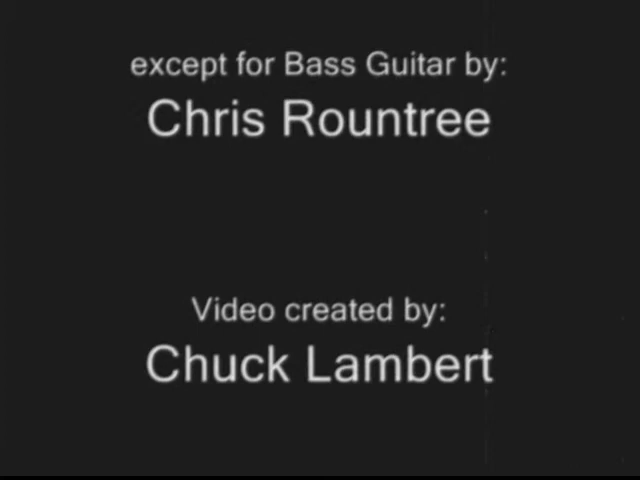 except for Bass Guitar by:
Chris Rountree
Video created by:
Chuck Lambert